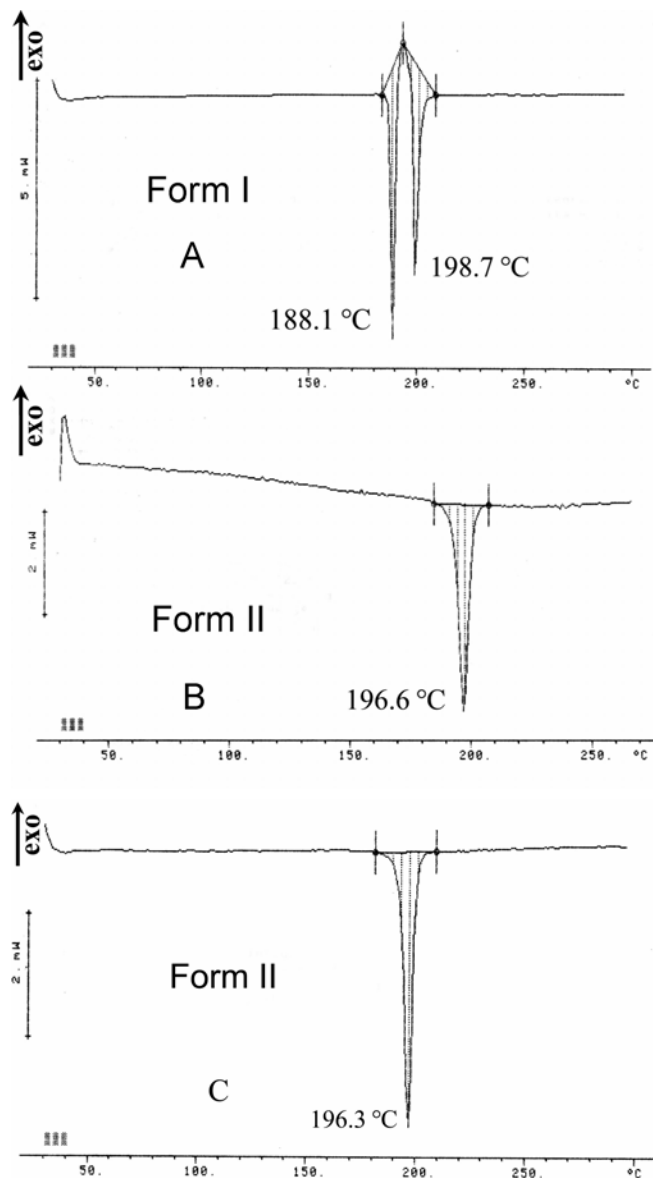 exo
5. mW
Form I
A
198.7 °C
188.1 °C
50. 100. 150. 200. 250. °C
exo
2 mW
Form II
B
196.6 °C
50. 100. 150. 200. 250. °C
exo
2. mW
Form II
C
196.3 °C
50. 100. 150. 200. 250. °C